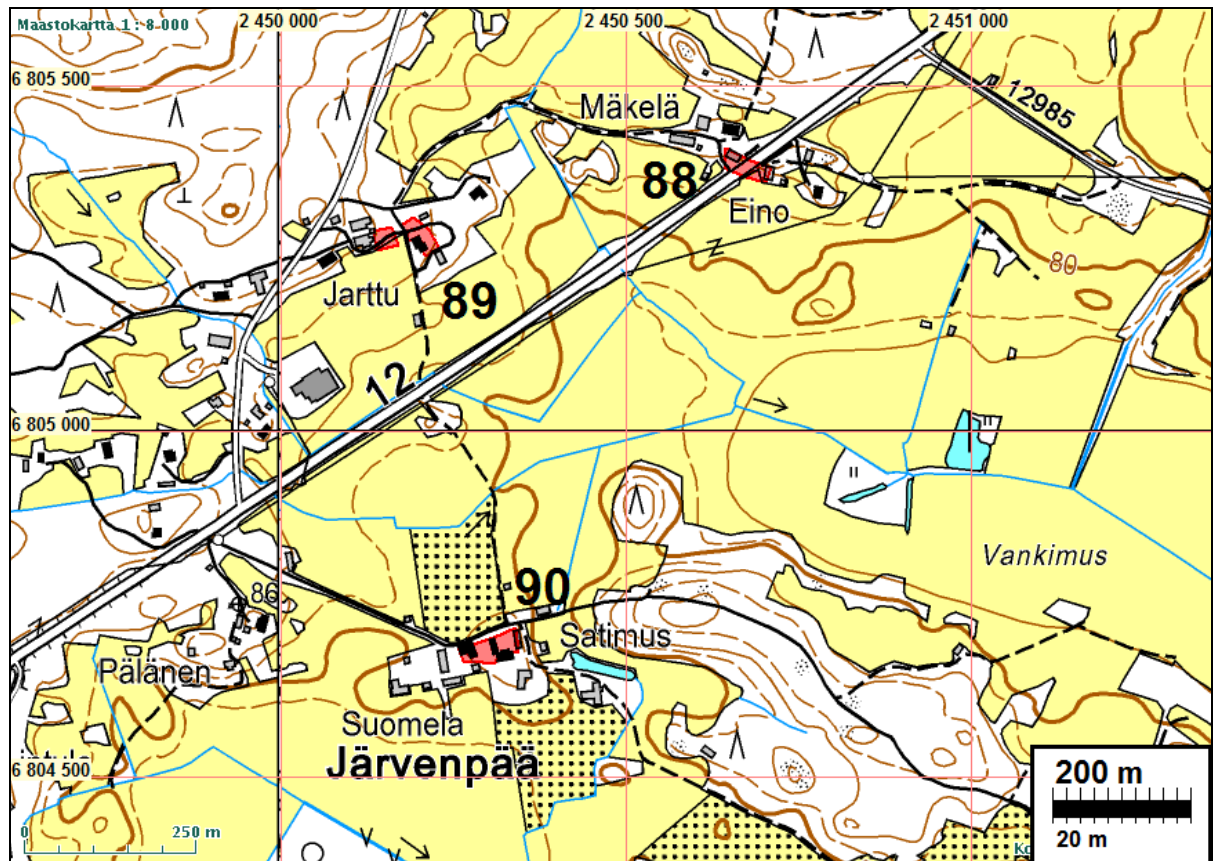 Maastokartta 1 : 8 000
2 450 000
2 450 500
2 451 000
6 805 500
12985
Mäkelä
88
Eino
Jarttu
89
80
12
6 805 000
Vankimus
90
86
Satimus
Pälänen
Suomela
Järvenpää
6 804 500
200 m
20 m
0
250 m